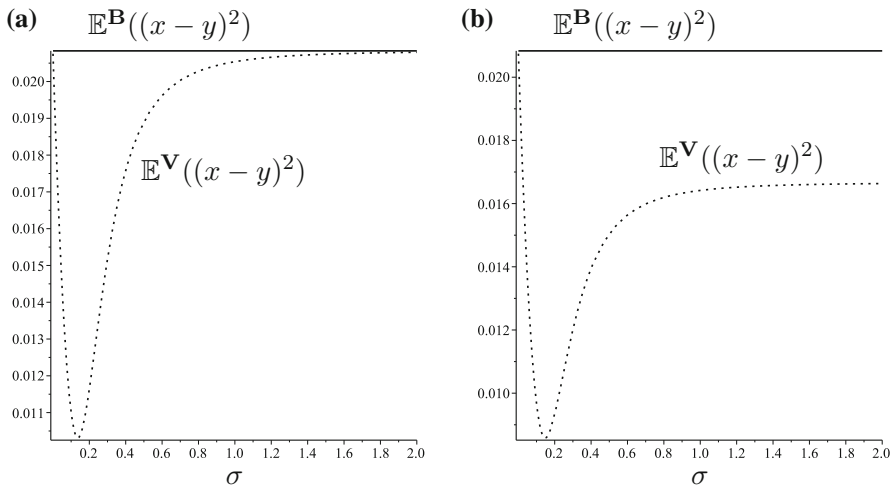 (a)
𝔼^𝐁((x − y)²)
0.020
0.019
0.018
0.017
0.016
0.015
0.014
0.013
0.012
0.011
𝔼^𝐕((x − y)²)
0.2 0.4 0.6 0.8 1.0 1.2 1.4 1.6 1.8 2.0
σ
(b)
𝔼^𝐁((x − y)²)
0.020
0.018
0.016
0.014
0.012
0.010
𝔼^𝐕((x − y)²)
0.2 0.4 0.6 0.8 1.0 1.2 1.4 1.6 1.8 2.0
σ